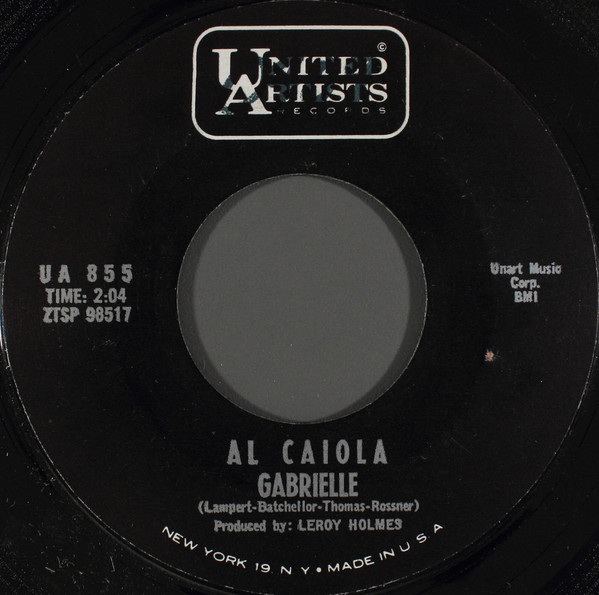 ©
UNITED
ARTISTS
RECORDS
UA 855
TIME: 2:04
ZTSP 98517
Unart Music
Corp.
BMI
AL CAIOLA
GABRIELLE
(Lampert-Batchellor-Thomas-Rossner)
Produced by: LEROY HOLMES
NEW YORK 19, N Y • MADE IN U S A